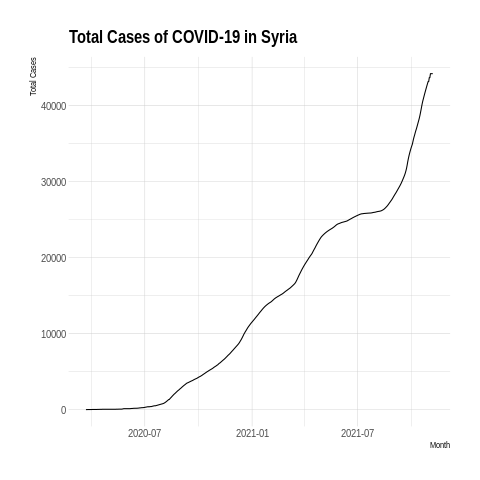 Total Cases of COVID-19 in Syria
Total Cases
40000
30000
20000
10000
0
2020-07 2021-01 2021-07
Month